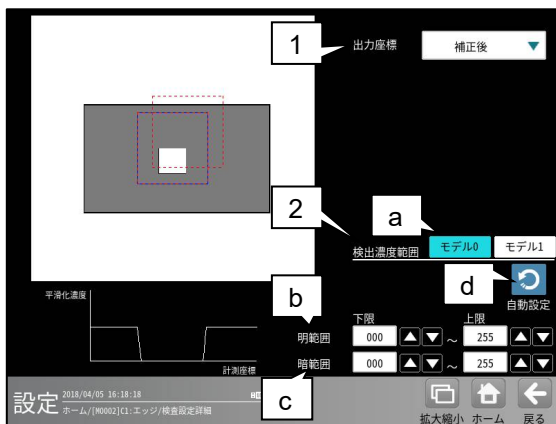 1
出力座標
補正後
2
a
検出濃度範囲
モデル0
モデル1
d
自動設定
平滑化濃度
計測座標
b
下限
上限
明範囲
000
~
255
暗範囲
000
~
255
c
設定
2018/04/05 16:18:18
ホーム/[M0002]C1:エッジ/検査設定詳細
拡大縮小
ホーム
戻る